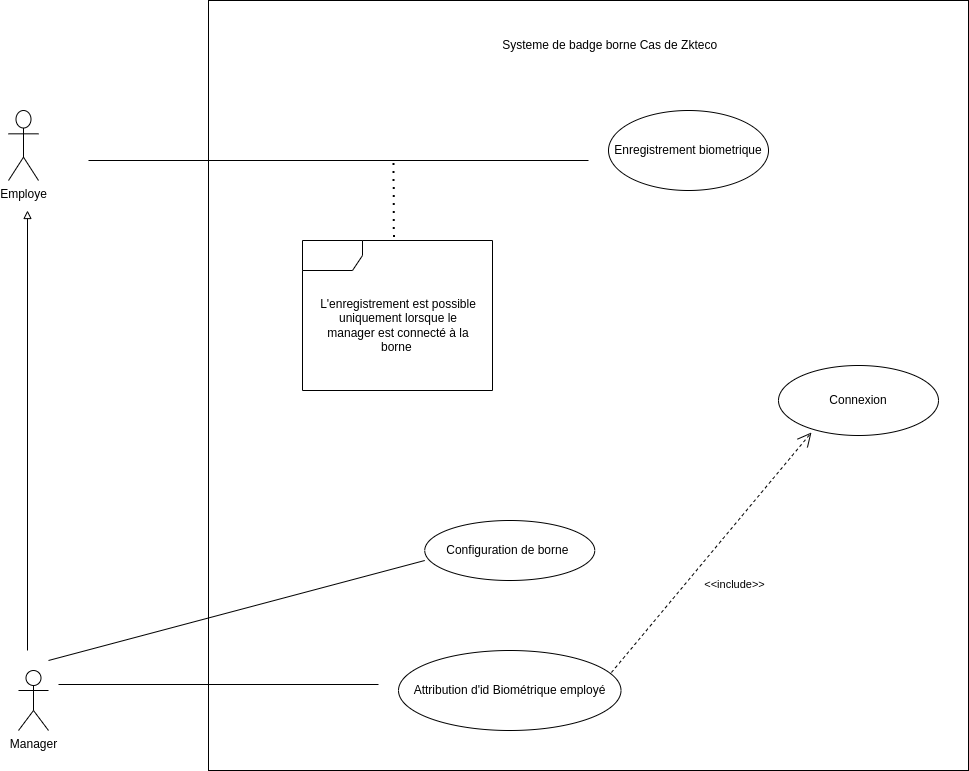 Systeme de badge borne Cas de Zkteco
Enregistrement biometrique
Employe
L'enregistrement est possible
uniquement lorsque le
manager est connecté à la
borne
Connexion
Configuration de borne
<<include>>
Attribution d'id Biométrique employé
Manager